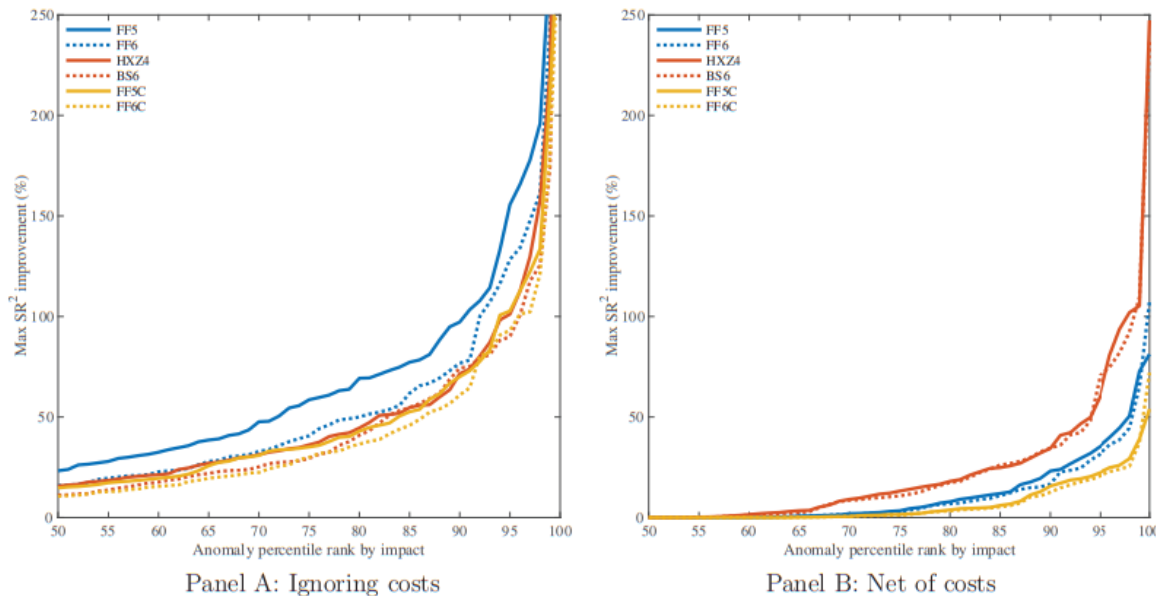 250
200
150
100
50
0
Max SR² improvement (%)
FF5
FF6
HXZ4
BS6
FF5C
FF6C
50 55 60 65 70 75 80 85 90 95 100
Anomaly percentile rank by impact
Panel A: Ignoring costs
250
200
150
100
50
0
Max SR² improvement (%)
FF5
FF6
HXZ4
BS6
FF5C
FF6C
50 55 60 65 70 75 80 85 90 95 100
Anomaly percentile rank by impact
Panel B: Net of costs